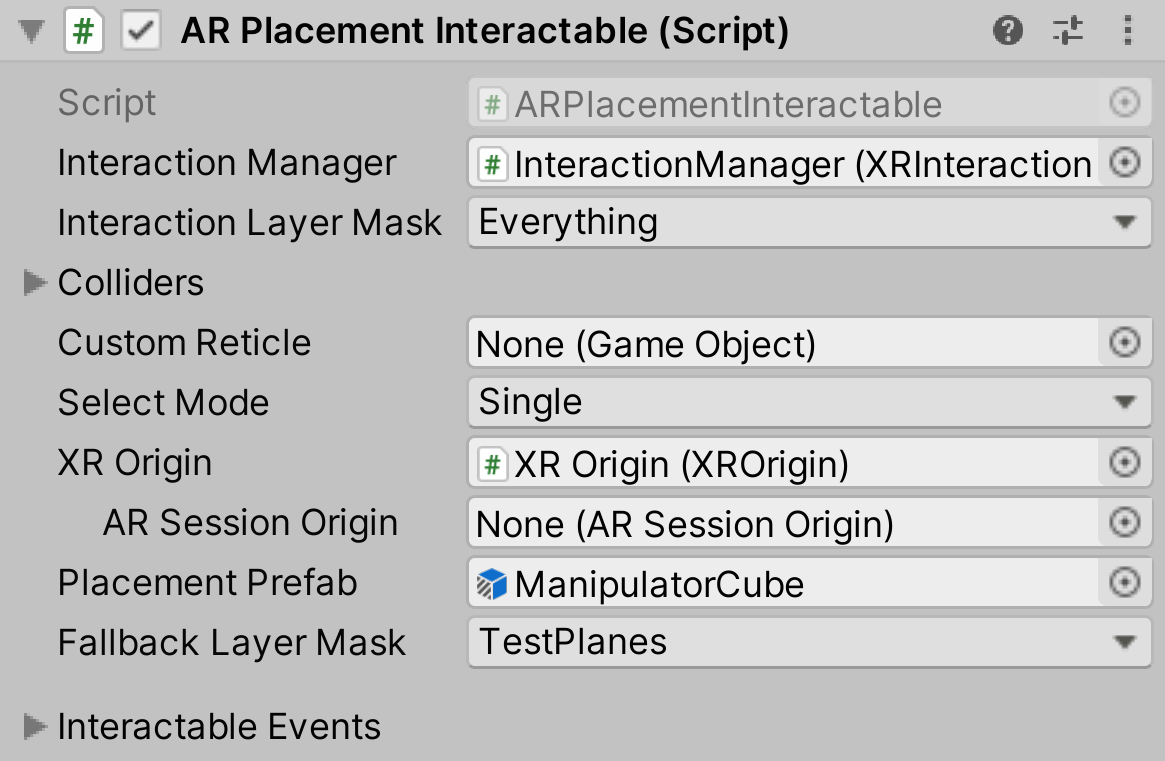 AR Placement Interactable (Script)
Script # ARPlacementInteractable
Interaction Manager # InteractionManager (XRInteraction
Interaction Layer Mask Everything
Colliders
Custom Reticle None (Game Object)
Select Mode Single
XR Origin # XR Origin (XROrigin)
AR Session Origin None (AR Session Origin)
Placement Prefab ManipulatorCube
Fallback Layer Mask TestPlanes
Interactable Events